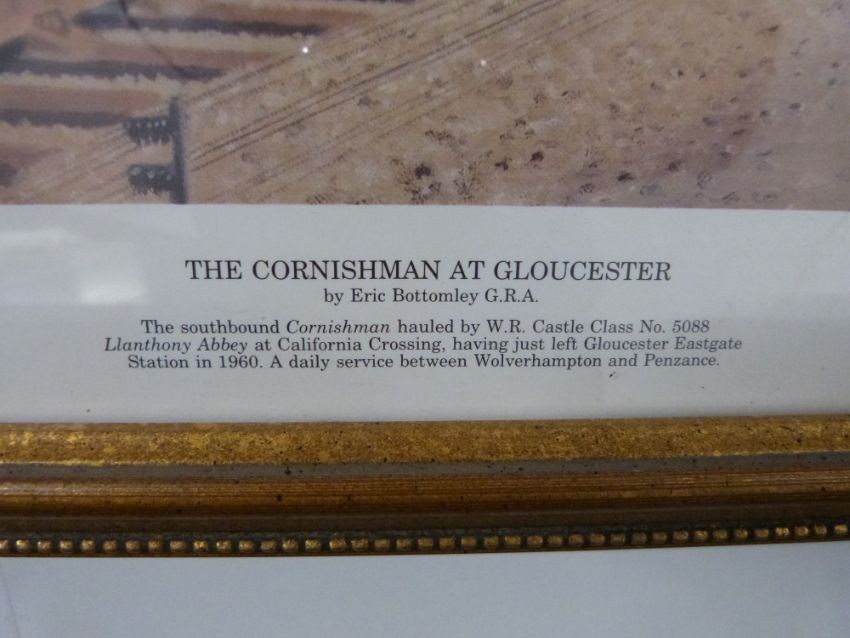 THE CORNISHMAN AT GLOUCESTER
by Eric Bottomley G.R.A.
The southbound Cornishman hauled by W.R. Castle Class No. 5088
Llanthony Abbey at California Crossing, having just left Gloucester Eastgate
Station in 1960. A daily service between Wolverhampton and Penzance.